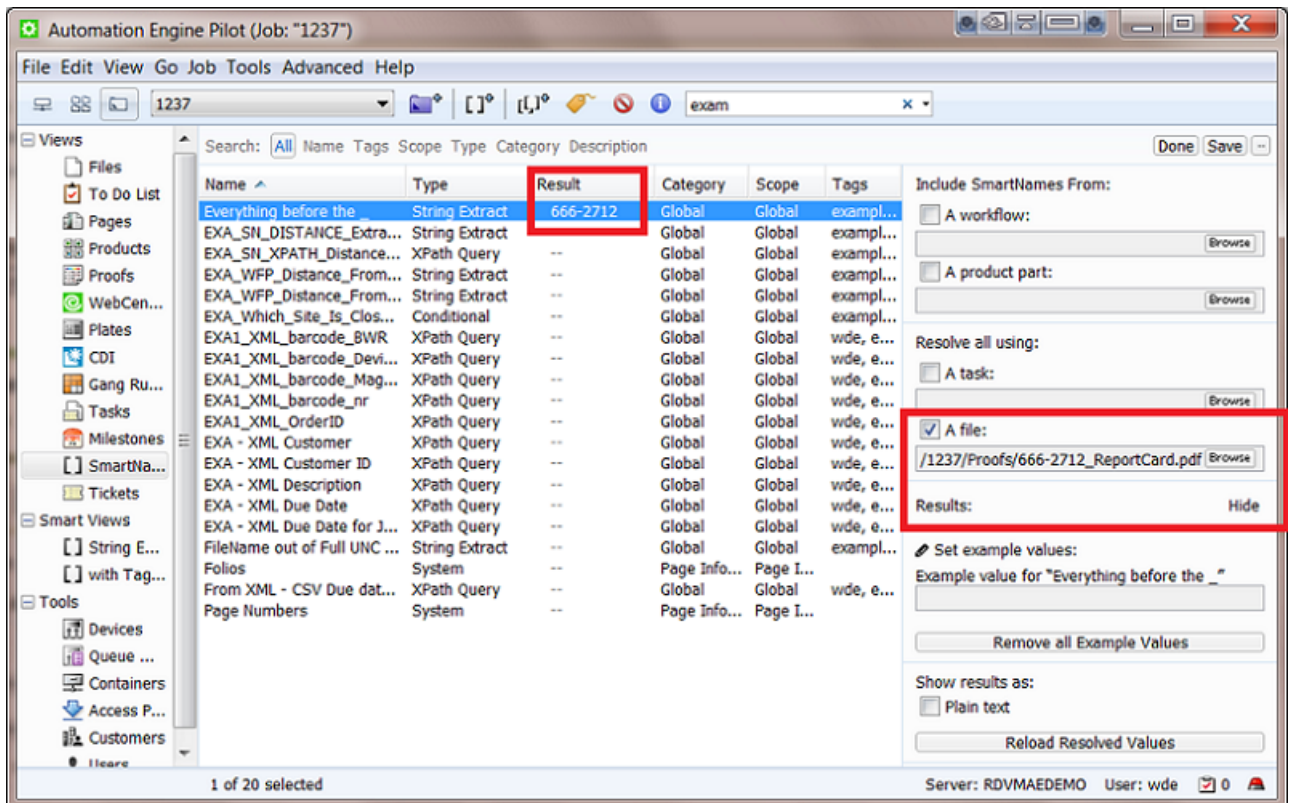 Automation Engine Pilot (Job: "1237")
File Edit View Go Job Tools Advanced Help
1237
exam
Views
Files
To Do List
Pages
Products
Proofs
WebCen...
Plates
CDI
Gang Ru...
Tasks
Milestones
SmartNa...
Tickets
Smart Views
String E...
with Tag...
Tools
Devices
Queue ...
Containers
Access P...
Customers
Users
Search: All Name Tags Scope Type Category Description
Done Save
Name Type Result Category Scope Tags
Everything before the _ String Extract 666-2712 Global Global exampl...
EXA_SN_DISTANCE_Extra... String Extract Global Global exampl...
EXA_SN_XPATH_Distance... XPath Query -- Global Global exampl...
EXA_WFP_Distance_From... String Extract -- Global Global exampl...
EXA_WFP_Distance_From... String Extract -- Global Global exampl...
EXA_Which_Site_Is_Clos... Conditional -- Global Global exampl...
EXA1_XML_barcode_BWR XPath Query -- Global Global wde, e...
EXA1_XML_barcode_Devi... XPath Query -- Global Global wde, e...
EXA1_XML_barcode_Mag... XPath Query -- Global Global wde, e...
EXA1_XML_barcode_nr XPath Query -- Global Global wde, e...
EXA1_XML_OrderID XPath Query -- Global Global wde, e...
EXA - XML Customer XPath Query -- Global Global wde, e...
EXA - XML Customer ID XPath Query -- Global Global wde, e...
EXA - XML Description XPath Query -- Global Global wde, e...
EXA - XML Due Date XPath Query -- Global Global wde, e...
EXA - XML Due Date for J... XPath Query -- Global Global wde, e...
FileName out of Full UNC ... String Extract -- Global Global exampl...
Folios System -- Page Info... Page I...
From XML - CSV Due dat... XPath Query -- Global Global wde, e...
Page Numbers System -- Page Info... Page I...
Include SmartNames From:
A workflow:
Browse
A product part:
Browse
Resolve all using:
A task:
Browse
A file:
/1237/Proofs/666-2712_ReportCard.pdf Browse
Results: Hide
Set example values:
Example value for "Everything before the _"
Remove all Example Values
Show results as:
Plain text
Reload Resolved Values
1 of 20 selected
Server: RDVMAEDEMO User: wde 0